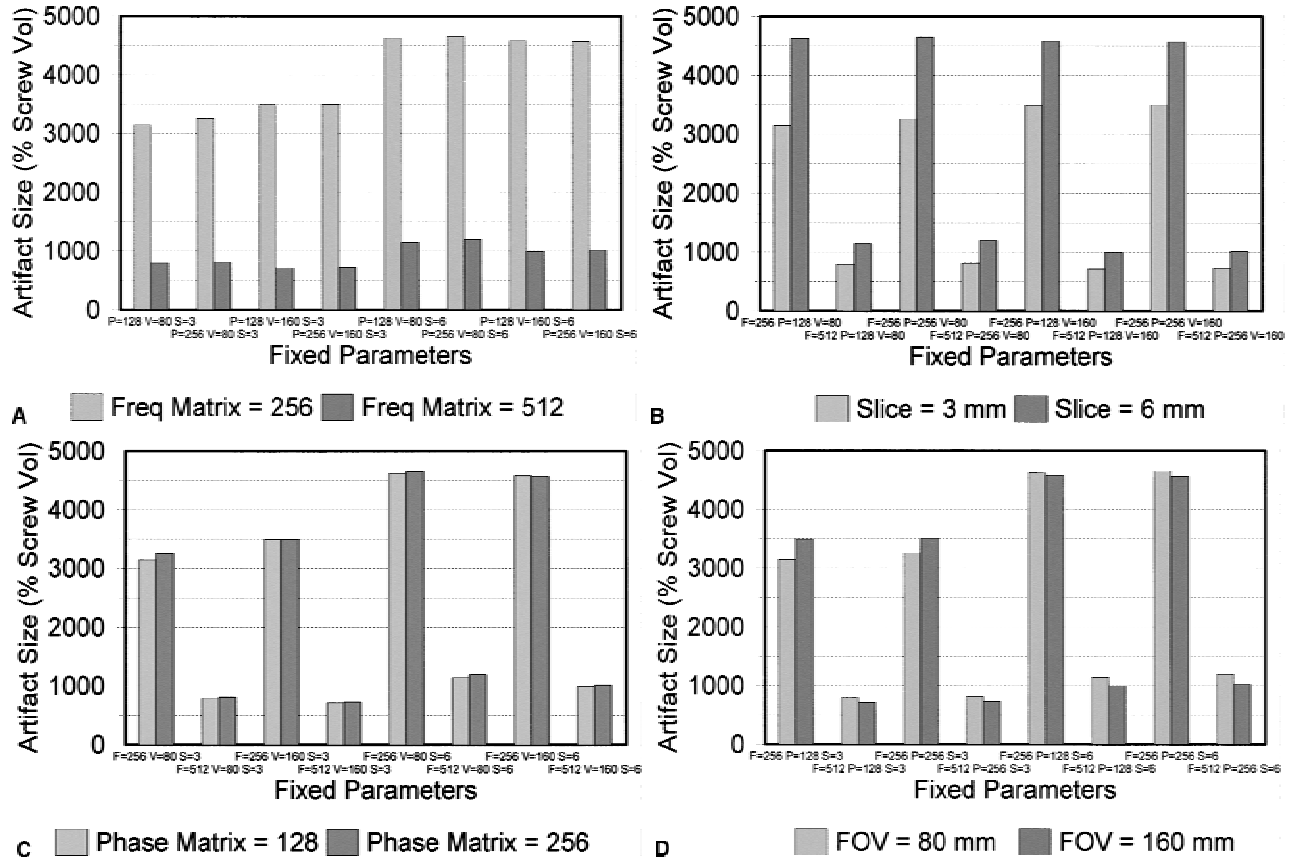 Artifact Size (% Screw Vol)
5000
4000
3000
2000
1000
0
P=128 V=80 S=3
P=256 V=80 S=3
P=128 V=160 S=3
P=256 V=160 S=3
P=128 V=80 S=6
P=256 V=80 S=6
P=128 V=160 S=6
P=256 V=160 S=6
Fixed Parameters
A
Freq Matrix = 256
Freq Matrix = 512
Artifact Size (% Screw Vol)
5000
4000
3000
2000
1000
0
F=256 P=128 V=80
F=512 P=128 V=80
F=256 P=256 V=80
F=512 P=256 V=80
F=256 P=128 V=160
F=512 P=128 V=160
F=256 P=256 V=160
F=512 P=256 V=160
Fixed Parameters
B
Slice = 3 mm
Slice = 6 mm
Artifact Size (% Screw Vol)
5000
4000
3000
2000
1000
0
F=256 V=80 S=3
F=512 V=80 S=3
F=256 V=160 S=3
F=512 V=160 S=3
F=256 V=80 S=6
F=512 V=80 S=6
F=256 V=160 S=6
F=512 V=160 S=6
Fixed Parameters
C
Phase Matrix = 128
Phase Matrix = 256
Artifact Size (% Screw Vol)
5000
4000
3000
2000
1000
0
F=256 P=128 S=3
F=512 P=128 S=3
F=256 P=256 S=3
F=512 P=256 S=3
F=256 P=128 S=6
F=512 P=128 S=6
F=256 P=256 S=6
F=512 P=256 S=6
Fixed Parameters
D
FOV = 80 mm
FOV = 160 mm